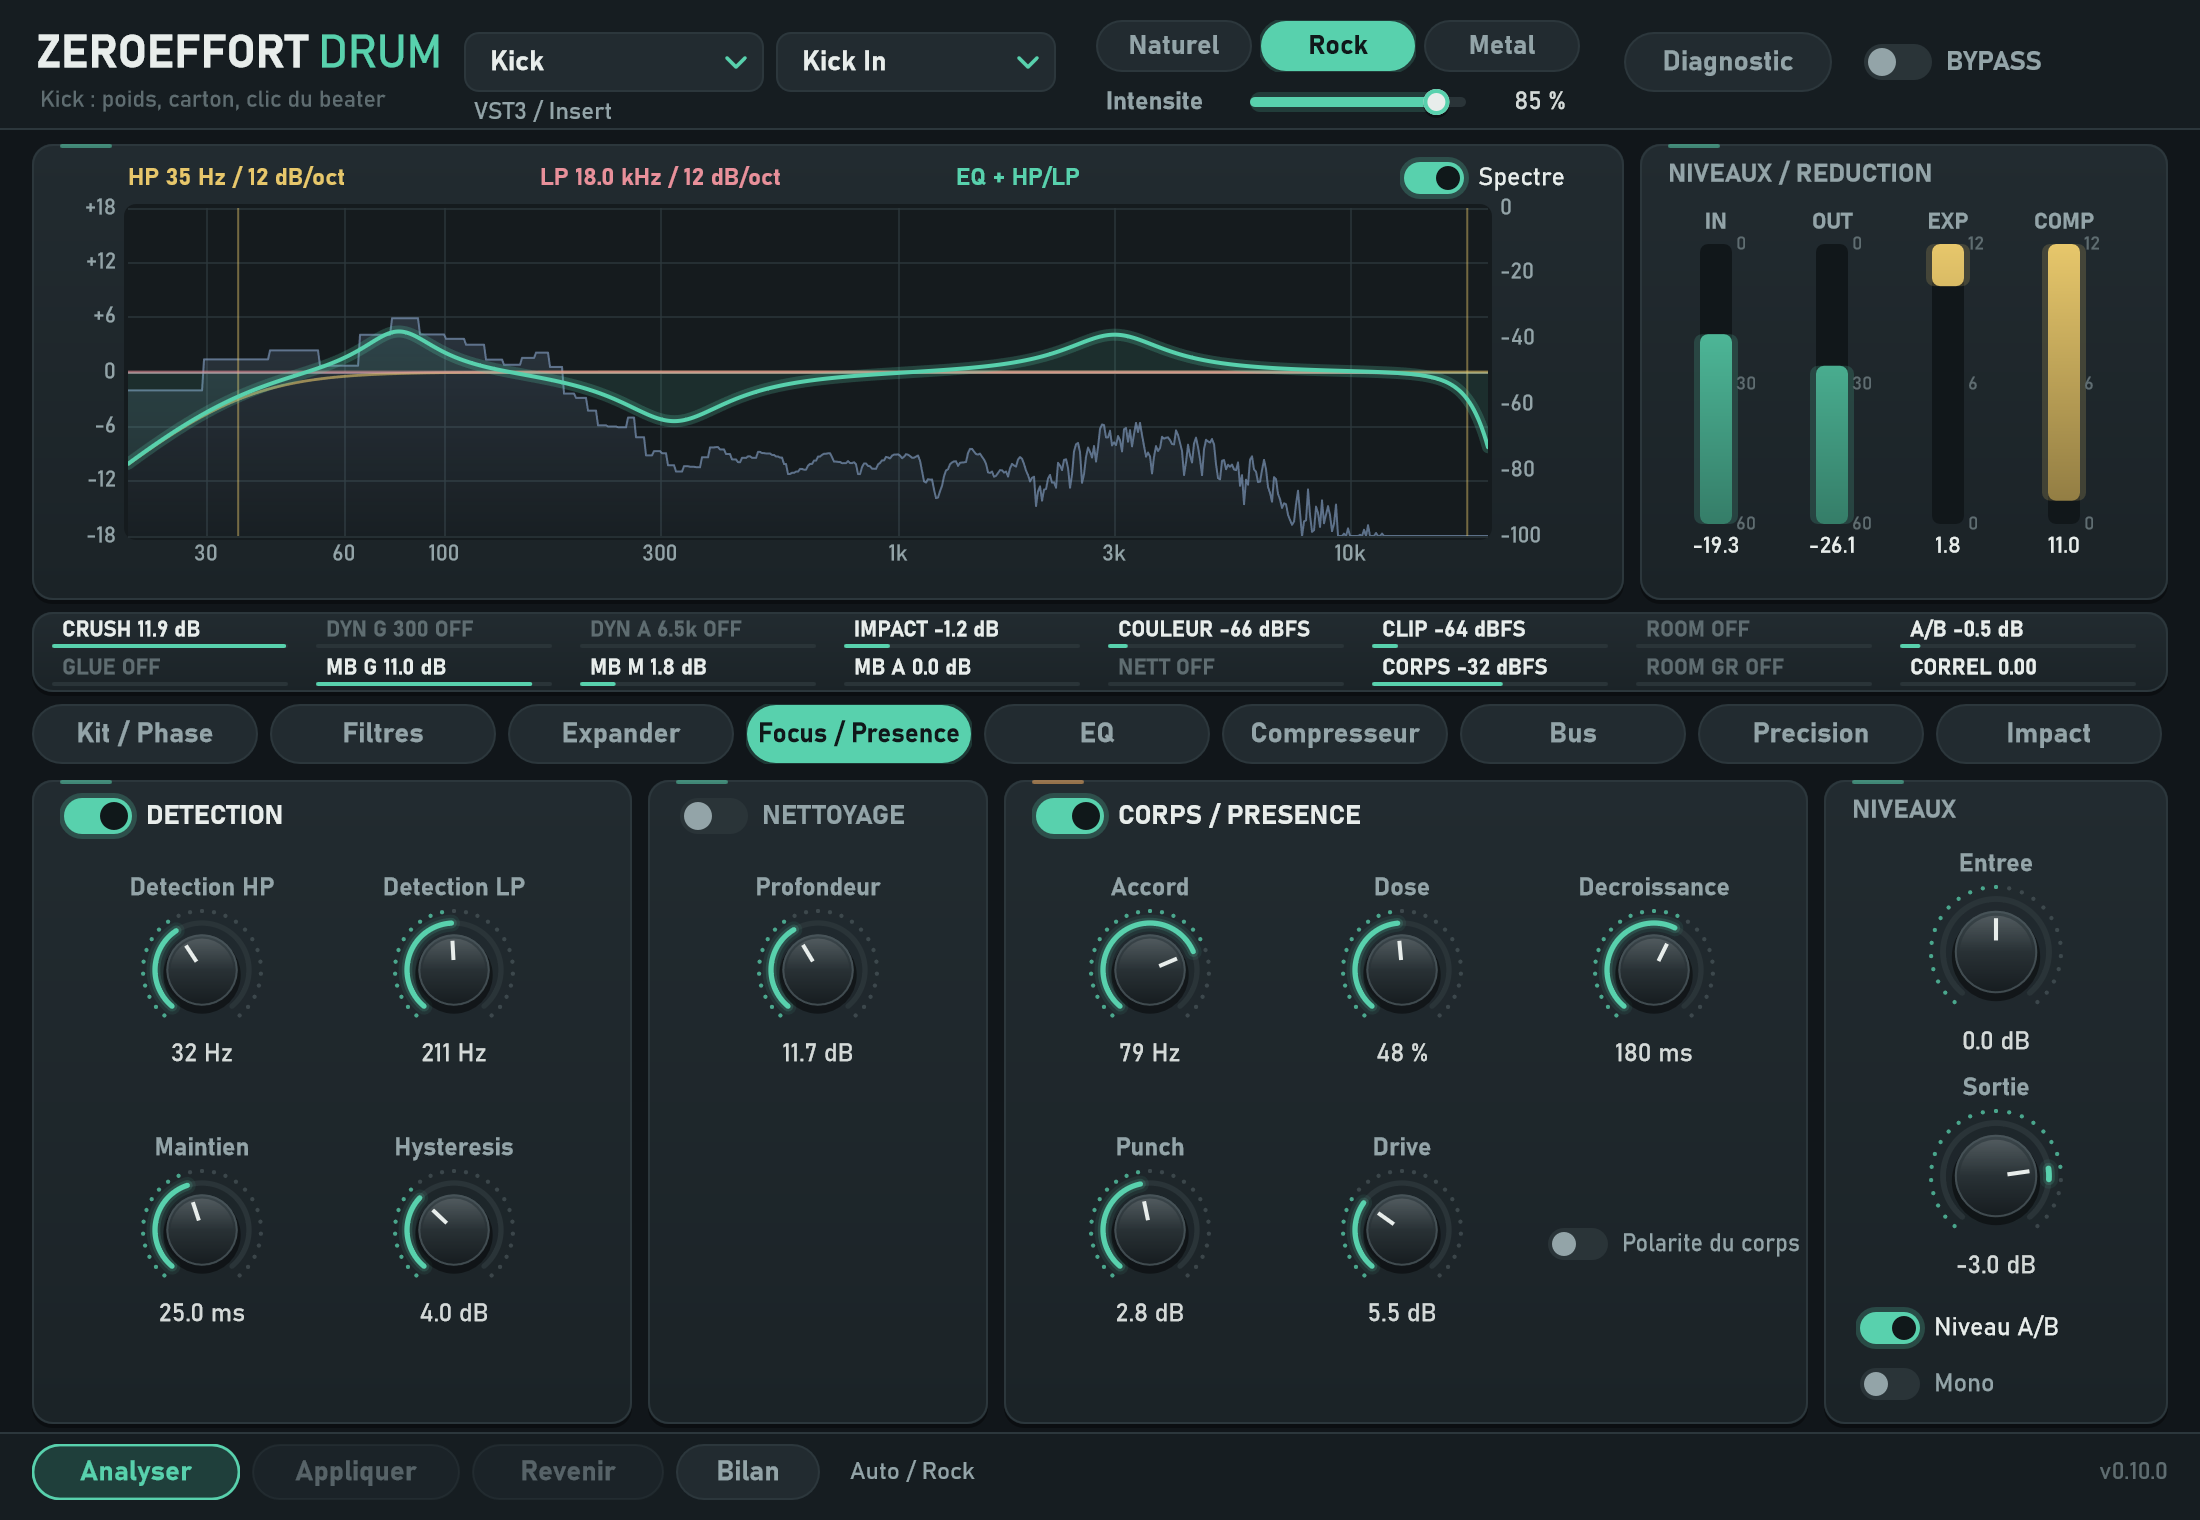 ZEROEFFORT DRUM
Kick : poids, carton, clic du beater
Kick
Kick In
VST3 / Insert
Naturel
Rock
Metal
Intensite
85 %
Diagnostic
BYPASS
HP 35 Hz / 12 dB/oct
LP 18.0 kHz / 12 dB/oct
EQ + HP/LP
Spectre
+18
+12
+6
0
-6
-12
-18
0
-20
-40
-60
-80
-100
30
60
100
300
1k
3k
10k
NIVEAUX / REDUCTION
IN
OUT
EXP
COMP
0
30
60
0
30
60
12
6
0
12
6
0
-19.3
-26.1
1.8
11.0
CRUSH 11.9 dB
DYN G 300 OFF
DYN A 6.5k OFF
IMPACT -1.2 dB
COULEUR -66 dBFS
CLIP -64 dBFS
ROOM OFF
A/B -0.5 dB
GLUE OFF
MB G 11.0 dB
MB M 1.8 dB
MB A 0.0 dB
NETT OFF
CORPS -32 dBFS
ROOM GR OFF
CORREL 0.00
Kit / Phase
Filtres
Expander
Focus / Presence
EQ
Compresseur
Bus
Precision
Impact
DETECTION
Detection HP
32 Hz
Detection LP
211 Hz
Maintien
25.0 ms
Hysteresis
4.0 dB
NETTOYAGE
Profondeur
11.7 dB
CORPS / PRESENCE
Accord
79 Hz
Dose
48 %
Decroissance
180 ms
Punch
2.8 dB
Drive
5.5 dB
Polarite du corps
NIVEAUX
Entree
0.0 dB
Sortie
-3.0 dB
Niveau A/B
Mono
Analyser
Appliquer
Revenir
Bilan
Auto / Rock
v0.10.0